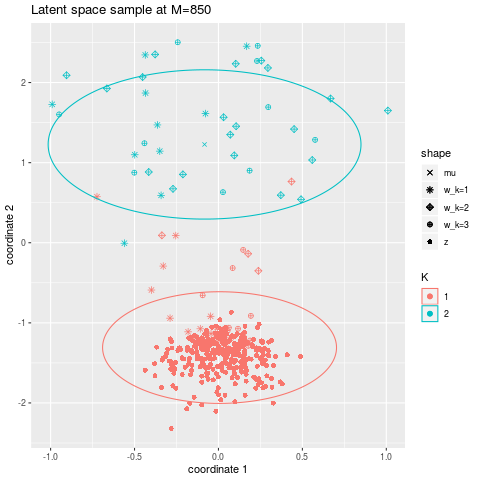 Latent space sample at M=850
coordinate 2
2
1
0
-1
-2
-1.0
-0.5
0.0
0.5
1.0
coordinate 1
shape
mu
w_k=1
w_k=2
w_k=3
z
K
1
2